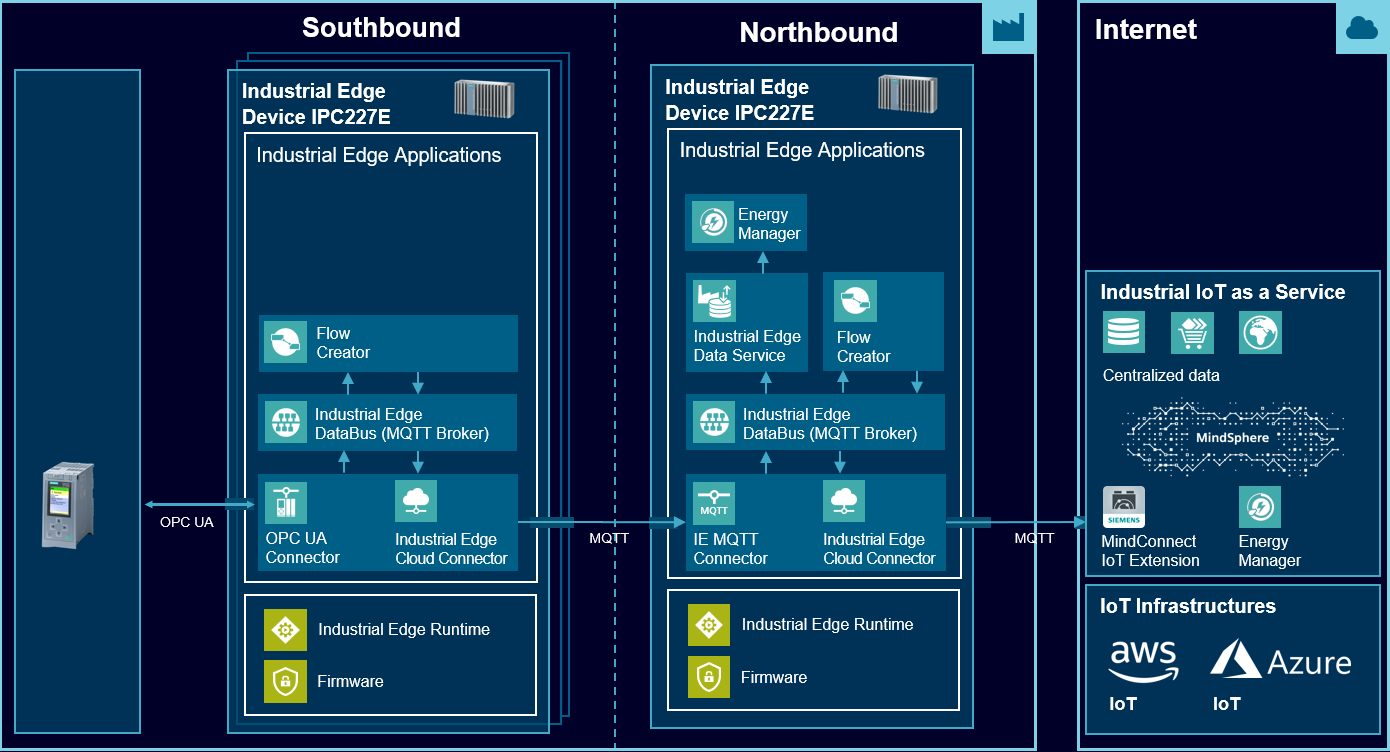 Southbound
Northbound
Internet
Industrial Edge
Device IPC227E
Industrial Edge Applications
Flow
Creator
Industrial Edge
DataBus (MQTT Broker)
OPC UA
Connector
Industrial Edge
Cloud Connector
OPC UA
Industrial Edge Runtime
Firmware
MQTT
Industrial Edge
Device IPC227E
Industrial Edge Applications
Energy
Manager
Industrial Edge
Data Service
Flow
Creator
Industrial Edge
DataBus (MQTT Broker)
MQTT
IE MQTT
Connector
Industrial Edge
Cloud Connector
Industrial Edge Runtime
Firmware
MQTT
Industrial IoT as a Service
Centralized data
MindSphere
SIEMENS
MindConnect
IoT Extension
Energy
Manager
IoT Infrastructures
aws
IoT
Azure
IoT